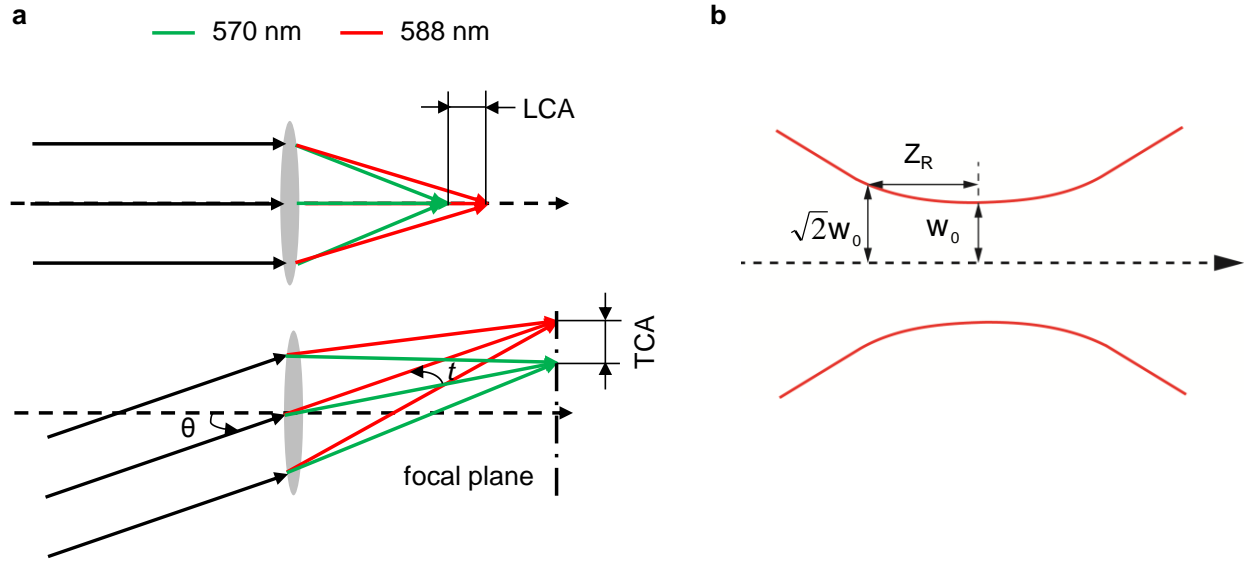 a
570 nm 588 nm
LCA
θ
t
TCA
focal plane
b
Z_R
√2w_0
w_0